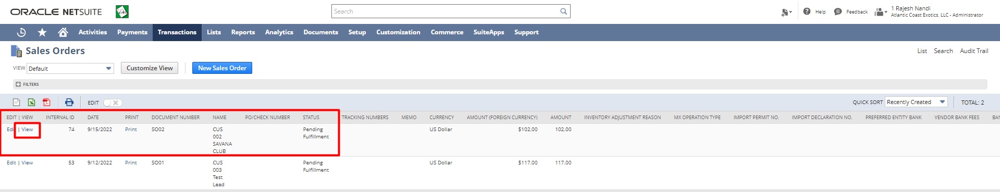 ORACLE NETSUITE
Search
Help
Feedback
1 Rajesh Nandi
Atlantic Coast Exotics, LLC - Administrator
Activities Payments Transactions Lists Reports Analytics Documents Setup Customization Commerce SuiteApps Support
Sales Orders
List Search Audit Trail
VIEW Default Customize View New Sales Order
FILTERS
EDIT QUICK SORT Recently Created TOTAL: 2
EDIT | VIEW INTERNAL ID DATE PRINT DOCUMENT NUMBER NAME PO/CHECK NUMBER STATUS TRACKING NUMBERS MEMO CURRENCY AMOUNT (FOREIGN CURRENCY) AMOUNT INVENTORY ADJUSTMENT REASON MX OPERATION TYPE IMPORT PERMIT NO. IMPORT DECLARATION NO. PREFERRED ENTITY BANK VENDOR BANK FEES BAN
Edit | View 74 9/15/2022 Print SO02 CUS Pending US Dollar $102.00 102.00
002 Fulfillment
SAVANA
CLUB
Edit | View 53 9/12/2022 Print SO01 CUS Pending US Dollar $117.00 117.00
003 Fulfillment
Test
Lead